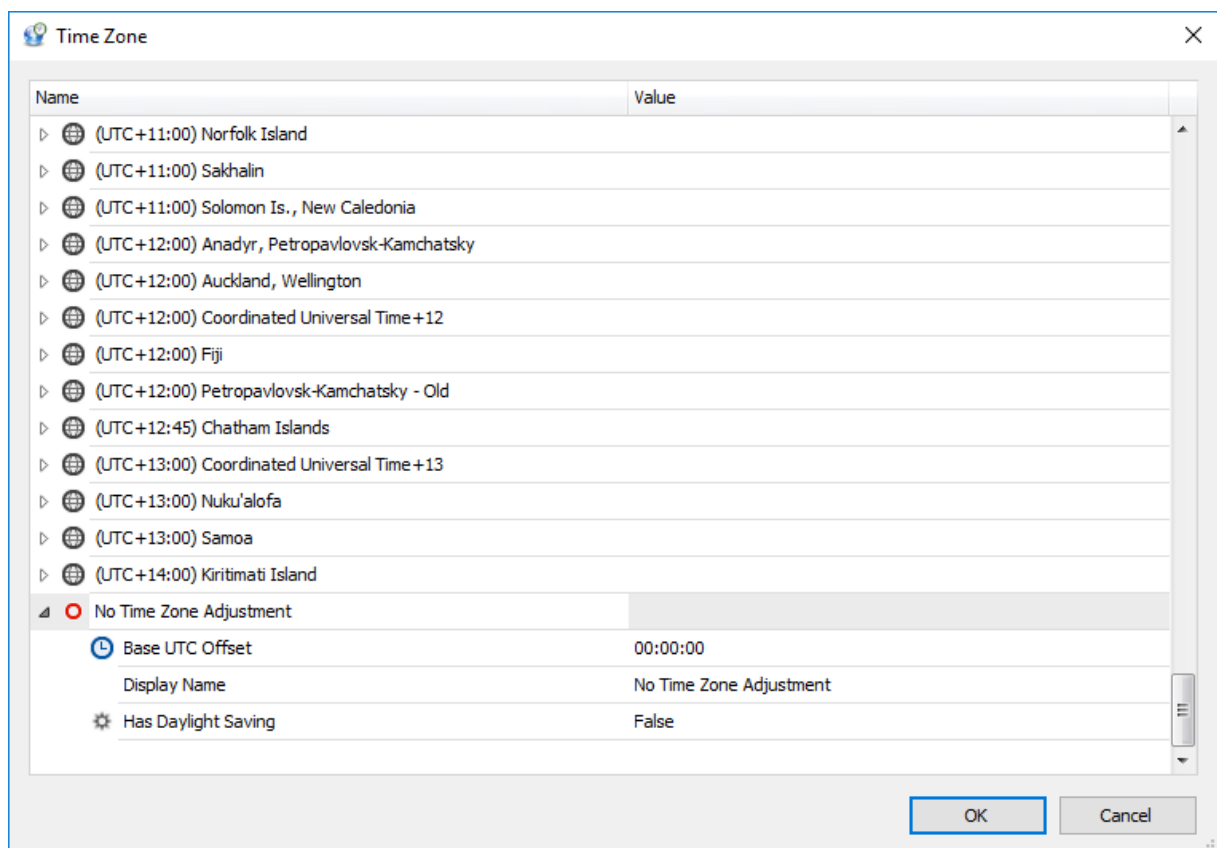 Time Zone
Name Value
(UTC+11:00) Norfolk Island
(UTC+11:00) Sakhalin
(UTC+11:00) Solomon Is., New Caledonia
(UTC+12:00) Anadyr, Petropavlovsk-Kamchatsky
(UTC+12:00) Auckland, Wellington
(UTC+12:00) Coordinated Universal Time+12
(UTC+12:00) Fiji
(UTC+12:00) Petropavlovsk-Kamchatsky - Old
(UTC+12:45) Chatham Islands
(UTC+13:00) Coordinated Universal Time+13
(UTC+13:00) Nuku'alofa
(UTC+13:00) Samoa
(UTC+14:00) Kiritimati Island
No Time Zone Adjustment
Base UTC Offset 00:00:00
Display Name No Time Zone Adjustment
Has Daylight Saving False
OK Cancel